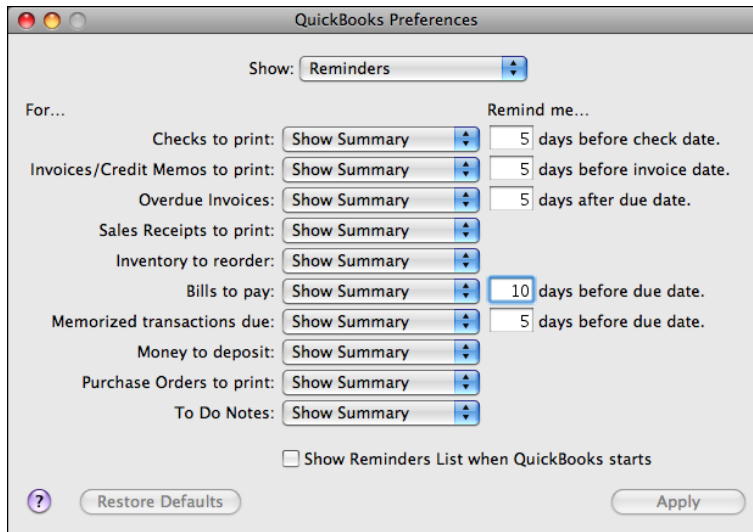 QuickBooks Preferences
Show: Reminders
For... Remind me...
Checks to print: Show Summary 5 days before check date.
Invoices/Credit Memos to print: Show Summary 5 days before invoice date.
Overdue Invoices: Show Summary 5 days after due date.
Sales Receipts to print: Show Summary
Inventory to reorder: Show Summary
Bills to pay: Show Summary 10 days before due date.
Memorized transactions due: Show Summary 5 days before due date.
Money to deposit: Show Summary
Purchase Orders to print: Show Summary
To Do Notes: Show Summary
Show Reminders List when QuickBooks starts
? Restore Defaults Apply